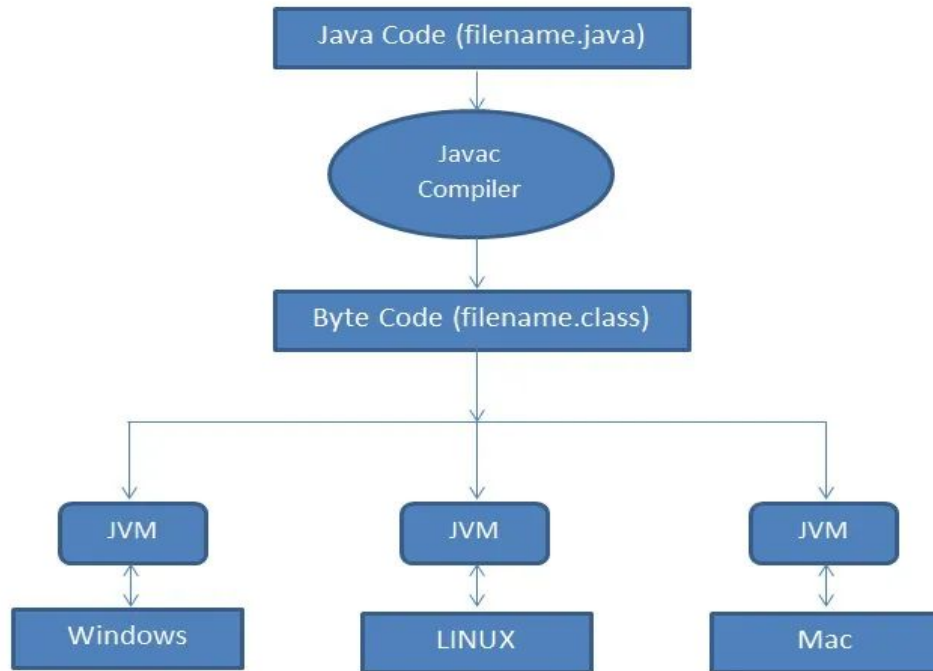 Java Code (filename.java)
Javac
Compiler
Byte Code (filename.class)
JVM
JVM
JVM
Windows
LINUX
Mac